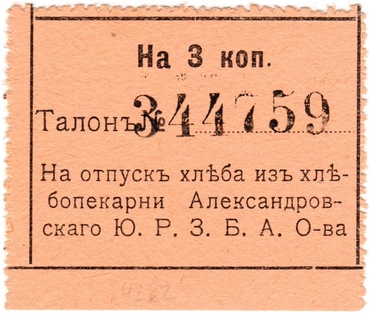 На 3 коп.
Талонъ № 344759
На отпускъ хлѣба изъ хлѣ-
бопекарни Александров-
скаго Ю. Р. З. Б. А. О-ва